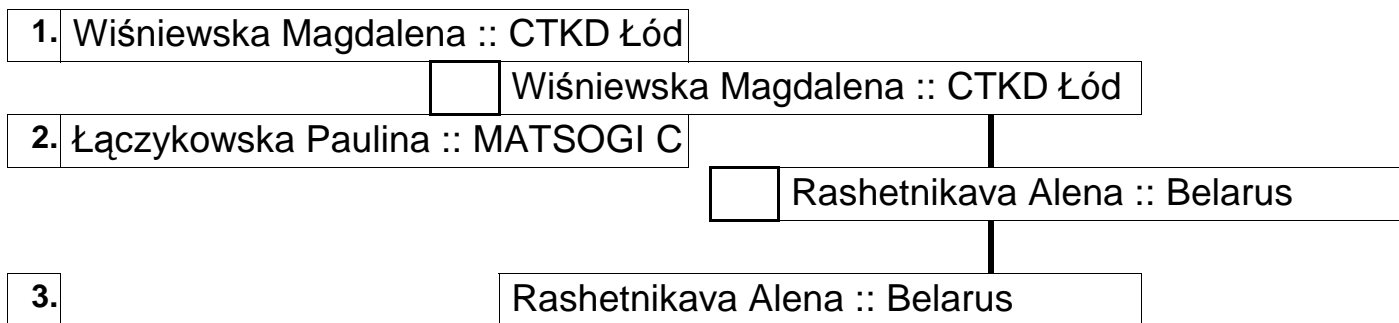 1. Wiśniewska Magdalena :: CTKD Łód
Wiśniewska Magdalena :: CTKD Łód
2. Łączykowska Paulina :: MATSOGI C
Rashetnikava Alena :: Belarus
3. Rashetnikava Alena :: Belarus